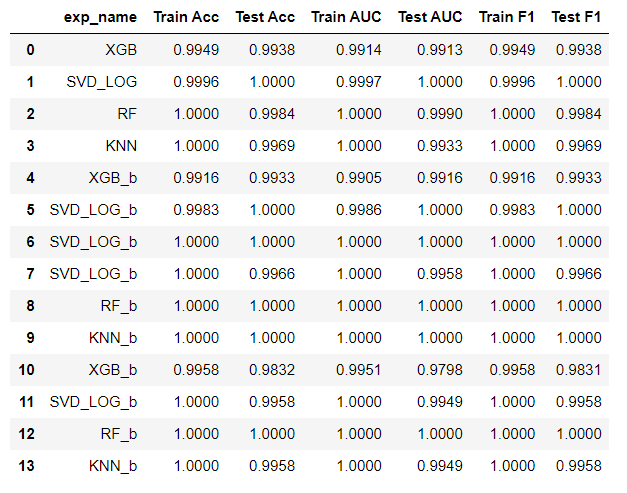 exp_name Train Acc Test Acc Train AUC Test AUC Train F1 Test F1
0 XGB 0.9949 0.9938 0.9914 0.9913 0.9949 0.9938
1 SVD_LOG 0.9996 1.0000 0.9997 1.0000 0.9996 1.0000
2 RF 1.0000 0.9984 1.0000 0.9990 1.0000 0.9984
3 KNN 1.0000 0.9969 1.0000 0.9933 1.0000 0.9969
4 XGB_b 0.9916 0.9933 0.9905 0.9916 0.9916 0.9933
5 SVD_LOG_b 0.9983 1.0000 0.9986 1.0000 0.9983 1.0000
6 SVD_LOG_b 1.0000 1.0000 1.0000 1.0000 1.0000 1.0000
7 SVD_LOG_b 1.0000 0.9966 1.0000 0.9958 1.0000 0.9966
8 RF_b 1.0000 1.0000 1.0000 1.0000 1.0000 1.0000
9 KNN_b 1.0000 1.0000 1.0000 1.0000 1.0000 1.0000
10 XGB_b 0.9958 0.9832 0.9951 0.9798 0.9958 0.9831
11 SVD_LOG_b 1.0000 0.9958 1.0000 0.9949 1.0000 0.9958
12 RF_b 1.0000 1.0000 1.0000 1.0000 1.0000 1.0000
13 KNN_b 1.0000 0.9958 1.0000 0.9949 1.0000 0.9958